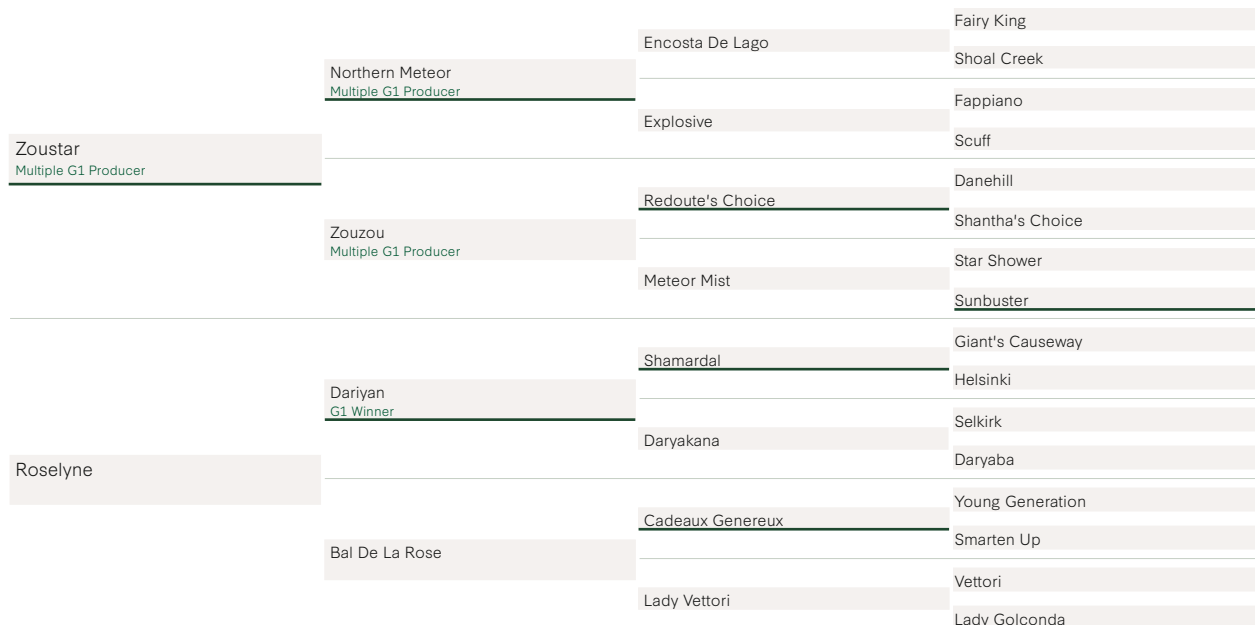 Zoustar
Multiple G1 Producer
Roselyne
Northern Meteor
Multiple G1 Producer
Zouzou
Multiple G1 Producer
Dariyan
G1 Winner
Bal De La Rose
Encosta De Lago
Explosive
Redoute's Choice
Meteor Mist
Shamardal
Daryakana
Cadeaux Genereux
Lady Vettori
Fairy King
Shoal Creek
Fappiano
Scuff
Danehill
Shantha's Choice
Star Shower
Sunbuster
Giant's Causeway
Helsinki
Selkirk
Daryaba
Young Generation
Smarten Up
Vettori
Lady Golconda